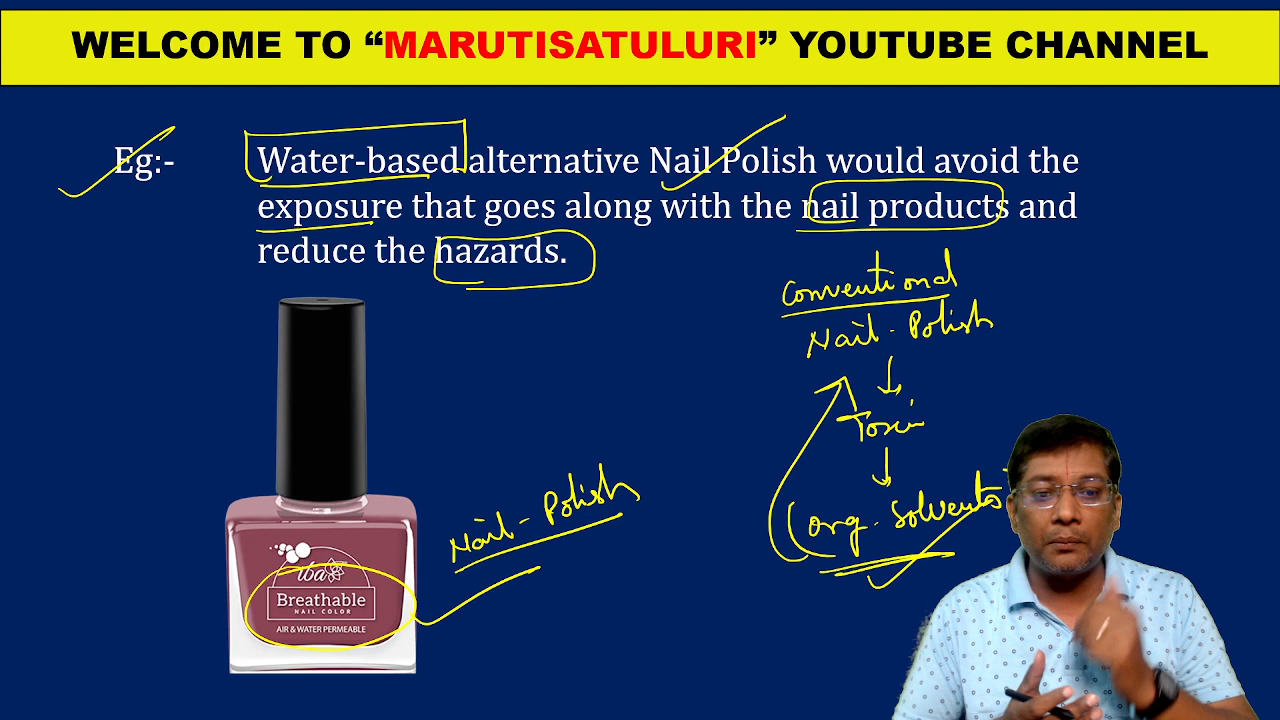 WELCOME TO “MARUTISATULURI” YOUTUBE CHANNEL
Eg:- Water-based alternative Nail Polish would avoid the
exposure that goes along with the nail products and
reduce the hazards.
Conventional
Nail - Polish
Toxic
(org. Solvents
Nail - Polish
iba
Breathable
NAIL COLOR
AIR & WATER PERMEABLE